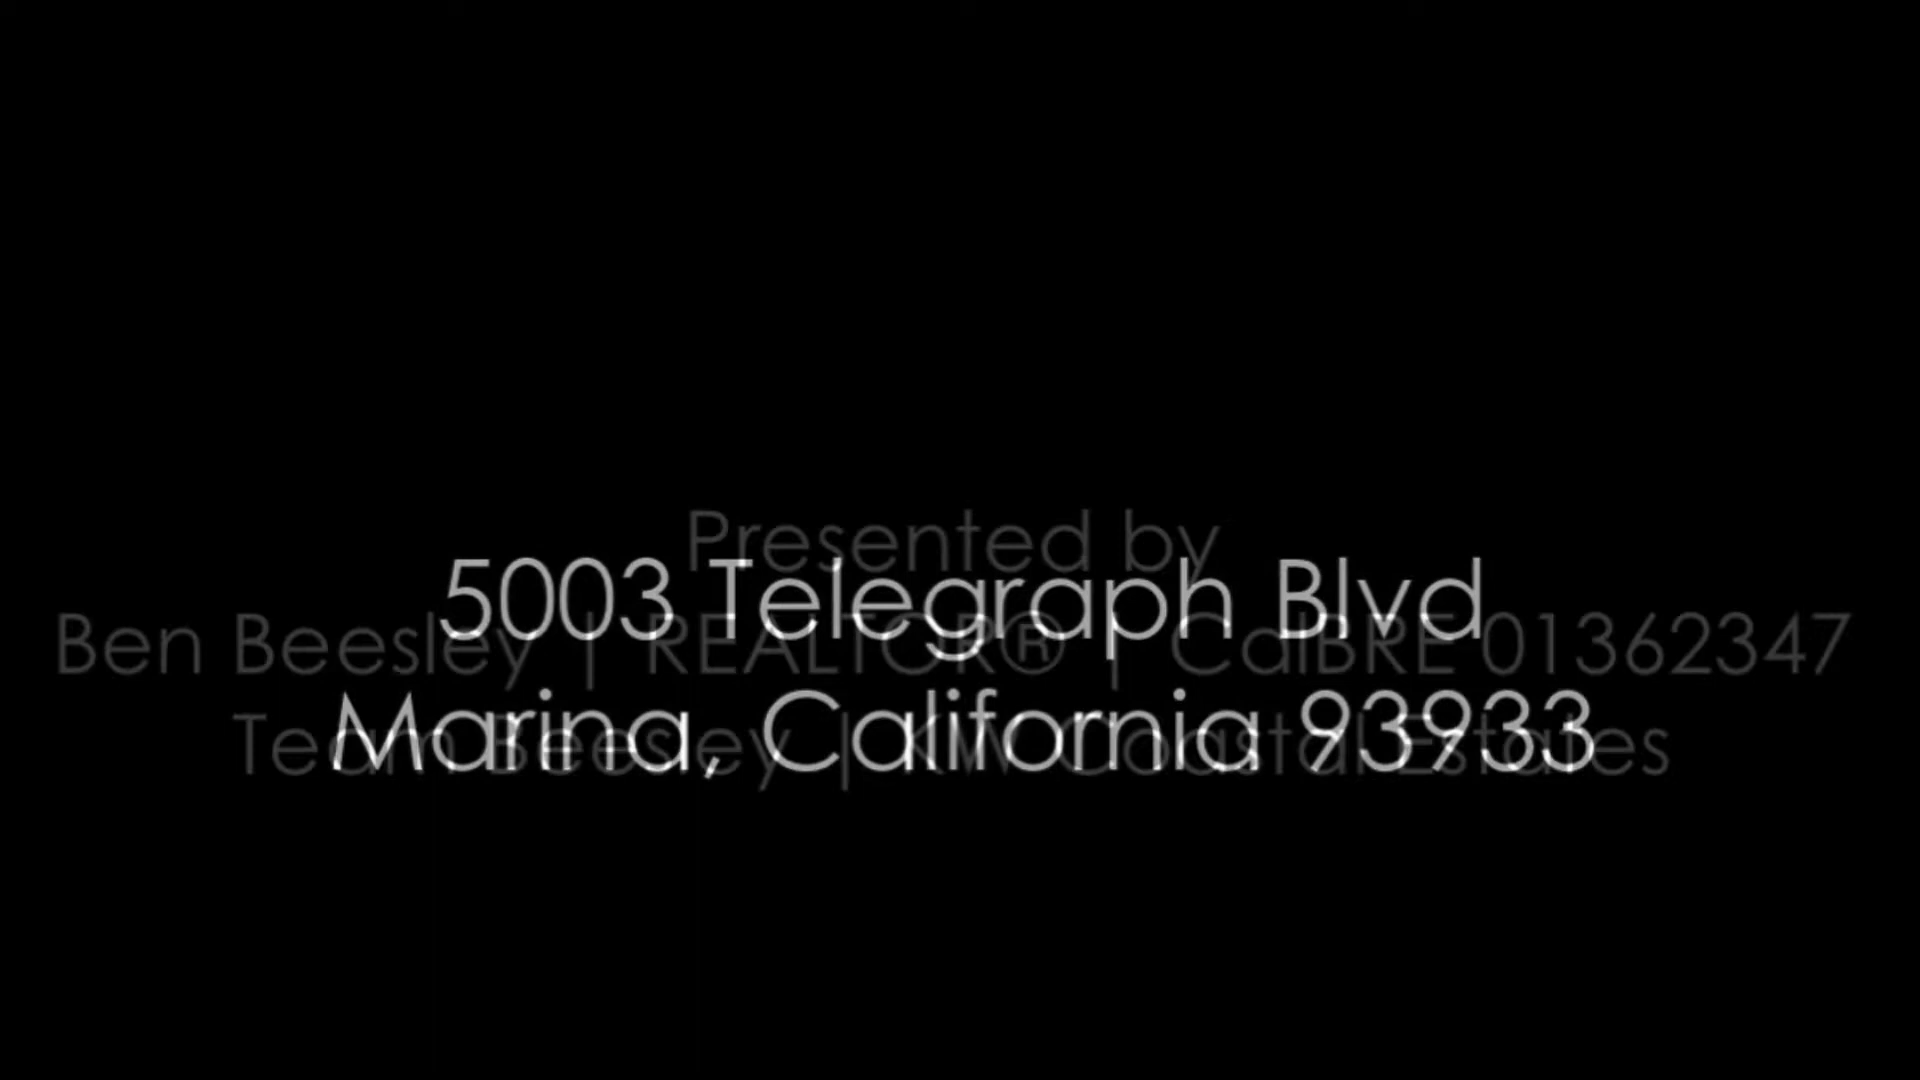 Presented by
5003 Telegraph Blvd
Ben Beesley | REALTOR® | CalBRE 01362347
Marina, California 93933
Team Beesley | KW Coastal Estates